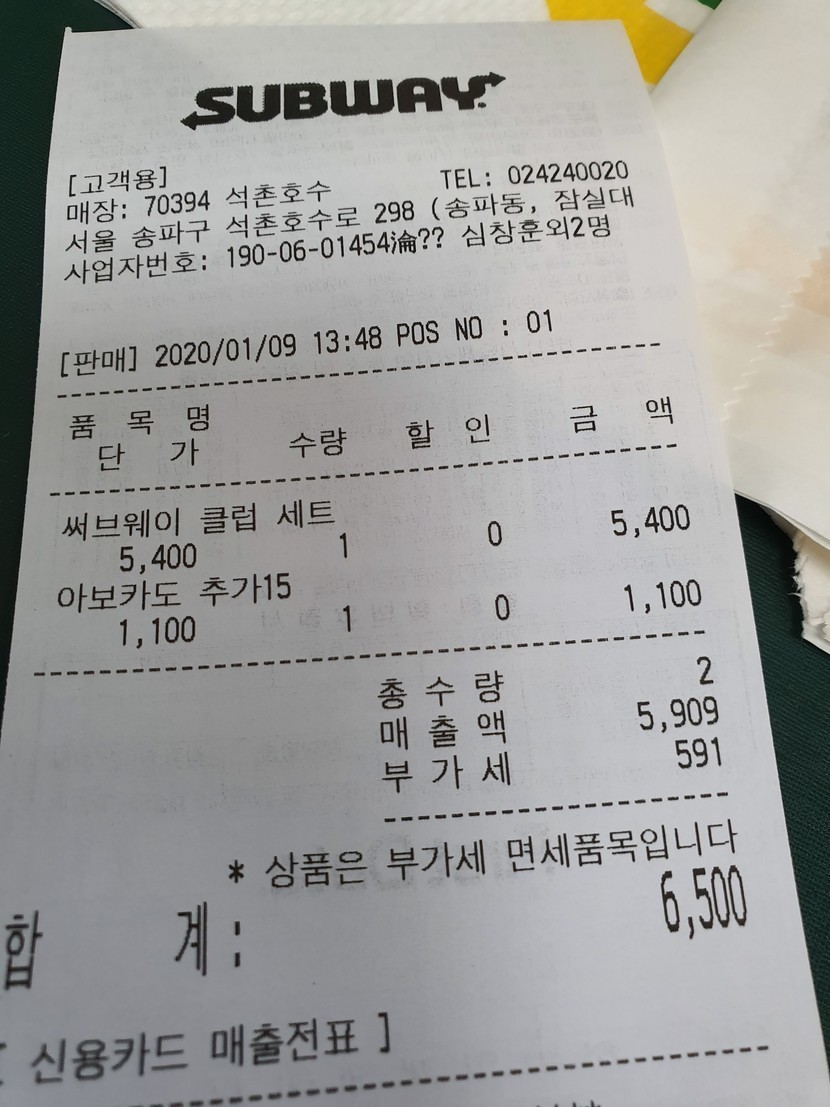 SUBWAY
[고객용]
매장: 70394 석촌호수 TEL: 024240020
서울 송파구 석촌호수로 298 (송파동, 잠실대
사업자번호: 190-06-01454瀹?? 심창훈외2명
[판매] 2020/01/09 13:48 POS NO : 01
품 목 명
단 가 수량 할 인 금 액
써브웨이 클럽 세트
5,400 1 0 5,400
아보카도 추가15
1,100 1 0 1,100
총 수 량 2
매 출 액 5,909
부 가 세 591
* 상품은 부가세 면세품목입니다
합 계: 6,500
[ 신용카드 매출전표 ]